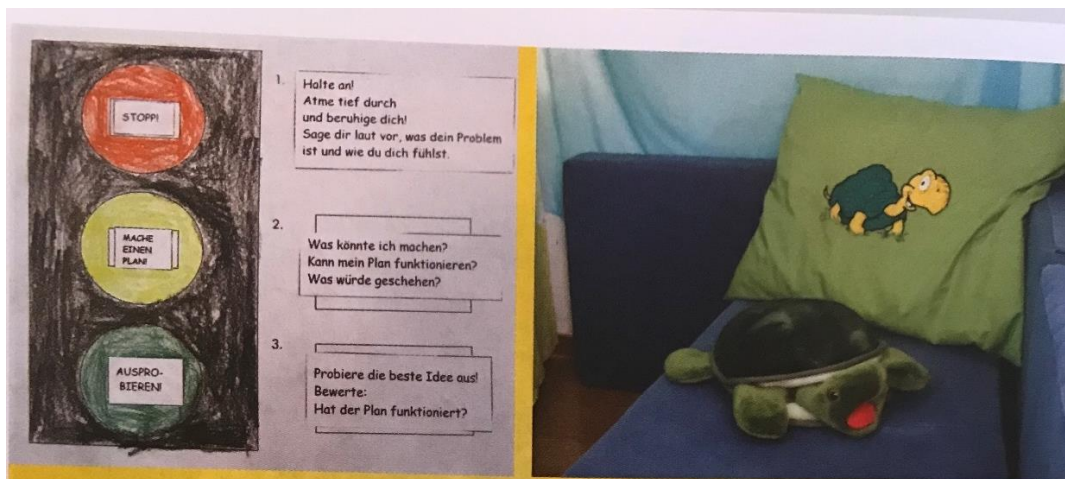 STOPP!
1.
Halte an!
Atme tief durch
und beruhige dich!
Sage dir laut vor, was dein Problem
ist und wie du dich fühlst.
MACHE
EINEN
PLAN!
2.
Was könnte ich machen?
Kann mein Plan funktionieren?
Was würde geschehen?
AUSPRO-
BIEREN!
3.
Probiere die beste Idee aus!
Bewerte:
Hat der Plan funktioniert?